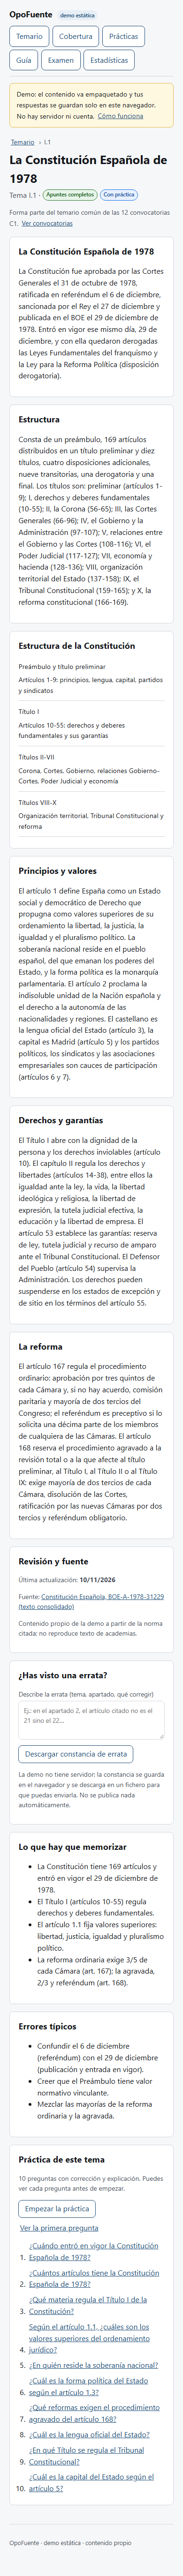 OpoFuente demo estática
Temario Cobertura Prácticas
Guía Examen Estadísticas
Demo: el contenido va empaquetado y tus
respuestas se guardan solo en este navegador.
No hay servidor ni cuenta. Cómo funciona
Temario › I.1
La Constitución Española de
1978
Tema I.1 · Apuntes completos Con práctica
Forma parte del temario común de las 12 convocatorias
C1. Ver convocatorias
La Constitución Española de 1978
La Constitución fue aprobada por las Cortes
Generales el 31 de octubre de 1978,
ratificada en referéndum el 6 de diciembre,
sancionada por el Rey el 27 de diciembre y
publicada en el BOE el 29 de diciembre de
1978. Entró en vigor ese mismo día, 29 de
diciembre, y con ella quedaron derogadas
las Leyes Fundamentales del franquismo y
la Ley para la Reforma Política (disposición
derogatoria).
Estructura
Consta de un preámbulo, 169 artículos
distribuidos en un título preliminar y diez
títulos, cuatro disposiciones adicionales,
nueve transitorias, una derogatoria y una
final. Los títulos son: preliminar (artículos 1-
9); I, derechos y deberes fundamentales
(10-55); II, la Corona (56-65); III, las Cortes
Generales (66-96); IV, el Gobierno y la
Administración (97-107); V, relaciones entre
el Gobierno y las Cortes (108-116); VI, el
Poder Judicial (117-127); VII, economía y
hacienda (128-136); VIII, organización
territorial del Estado (137-158); IX, el
Tribunal Constitucional (159-165); y X, la
reforma constitucional (166-169).
Estructura de la Constitución
Preámbulo y título preliminar
Artículos 1-9: principios, lengua, capital, partidos
y sindicatos
Título I
Artículos 10-55: derechos y deberes
fundamentales y sus garantías
Títulos II-VII
Corona, Cortes, Gobierno, relaciones Gobierno-
Cortes, Poder Judicial y economía
Títulos VIII-X
Organización territorial, Tribunal Constitucional y
reforma
Principios y valores
El artículo 1 define España como un Estado
social y democrático de Derecho que
propugna como valores superiores de su
ordenamiento la libertad, la justicia, la
igualdad y el pluralismo político. La
soberanía nacional reside en el pueblo
español, del que emanan los poderes del
Estado, y la forma política es la monarquía
parlamentaria. El artículo 2 proclama la
indisoluble unidad de la Nación española y
el derecho a la autonomía de las
nacionalidades y regiones. El castellano es
la lengua oficial del Estado (artículo 3), la
capital es Madrid (artículo 5) y los partidos
políticos, los sindicatos y las asociaciones
empresariales son cauces de participación
(artículos 6 y 7).
Derechos y garantías
El Título I abre con la dignidad de la
persona y los derechos inviolables (artículo
10). El capítulo II regula los derechos y
libertades (artículos 14-38), entre ellos la
igualdad ante la ley, la vida, la libertad
ideológica y religiosa, la libertad de
expresión, la tutela judicial efectiva, la
educación y la libertad de empresa. El
artículo 53 establece las garantías: reserva
de ley, tutela judicial y recurso de amparo
ante el Tribunal Constitucional. El Defensor
del Pueblo (artículo 54) supervisa la
Administración. Los derechos pueden
suspenderse en los estados de excepción y
de sitio en los términos del artículo 55.
La reforma
El artículo 167 regula el procedimiento
ordinario: aprobación por tres quintos de
cada Cámara y, si no hay acuerdo, comisión
paritaria y mayoría de dos tercios del
Congreso; el referéndum es preceptivo si lo
solicita una décima parte de los miembros
de cualquiera de las Cámaras. El artículo
168 reserva el procedimiento agravado a la
revisión total o a la que afecte al título
preliminar, al Título I, al Título II o al Título
IX: exige mayoría de dos tercios de cada
Cámara, disolución de las Cortes,
ratificación por las nuevas Cámaras por dos
tercios y referéndum obligatorio.
Revisión y fuente
Última actualización: 10/11/2026
Fuente: Constitución Española, BOE-A-1978-31229
(texto consolidado)
Contenido propio de la demo a partir de la norma
citada; no reproduce texto de academias.
¿Has visto una errata?
Describe la errata (tema, apartado, qué corregir)
Ej.: en el apartado 2, el artículo citado no es el
21 sino el 22...
Descargar constancia de errata
La demo no tiene servidor: la constancia se guarda
en el navegador y se descarga en un fichero para
que puedas enviarla. No se publica nada
automáticamente.
Lo que hay que memorizar
• La Constitución tiene 169 artículos y
entró en vigor el 29 de diciembre de
1978.
• El Título I (artículos 10-55) regula
derechos y deberes fundamentales.
• El artículo 1.1 fija valores superiores:
libertad, justicia, igualdad y pluralismo
político.
• La reforma ordinaria exige 3/5 de
cada Cámara (art. 167); la agravada,
2/3 y referéndum (art. 168).
Errores típicos
• Confundir el 6 de diciembre
(referéndum) con el 29 de diciembre
(publicación y entrada en vigor).
• Creer que el Preámbulo tiene valor
normativo vinculante.
• Mezclar las mayorías de la reforma
ordinaria y la agravada.
Práctica de este tema
10 preguntas con corrección y explicación. Puedes
ver cada pregunta antes de empezar.
Empezar la práctica
Ver la primera pregunta
¿Cuándo entró en vigor la Constitución
1. Española de 1978?
¿Cuántos artículos tiene la Constitución
2. Española de 1978?
¿Qué materia regula el Título I de la
3. Constitución?
Según el artículo 1.1, ¿cuáles son los
valores superiores del ordenamiento
4. jurídico?
5. ¿En quién reside la soberanía nacional?
¿Cuál es la forma política del Estado
6. según el artículo 1.3?
¿Qué reformas exigen el procedimiento
7. agravado del artículo 168?
8. ¿Cuál es la lengua oficial del Estado?
¿En qué Título se regula el Tribunal
9. Constitucional?
¿Cuál es la capital del Estado según el
10. artículo 5?
OpoFuente · demo estática · contenido propio